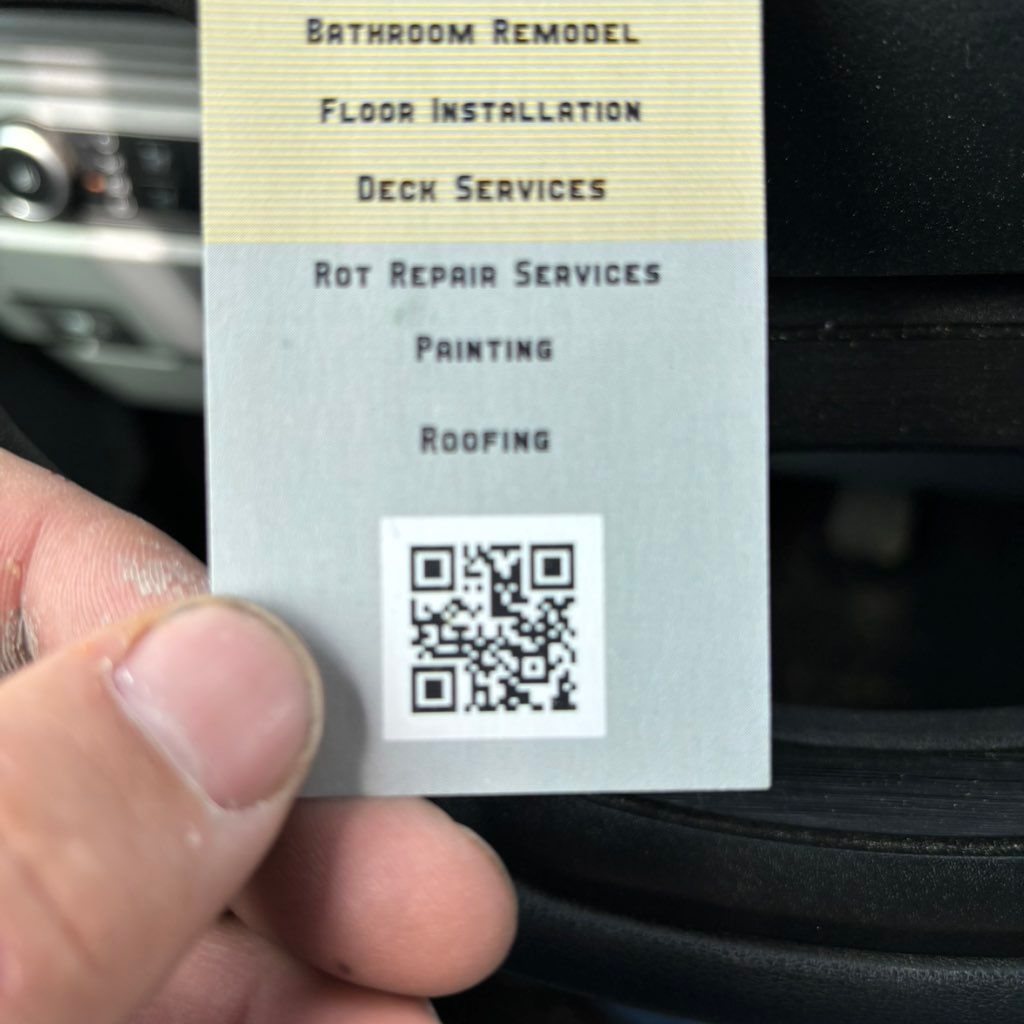 Bathroom Remodel
Floor Installation
Deck Services
Rot Repair Services
Painting
Roofing